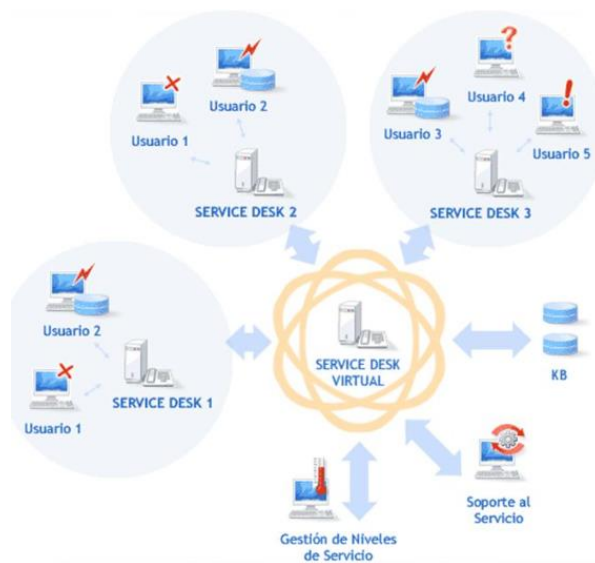 Usuario 2
Usuario 1
SERVICE DESK 2
Usuario 4
Usuario 3
Usuario 5
SERVICE DESK 3
Usuario 2
SERVICE DESK 1
Usuario 1
SERVICE DESK
VIRTUAL
KB
Soporte al
Servicio
Gestión de Niveles
de Servicio